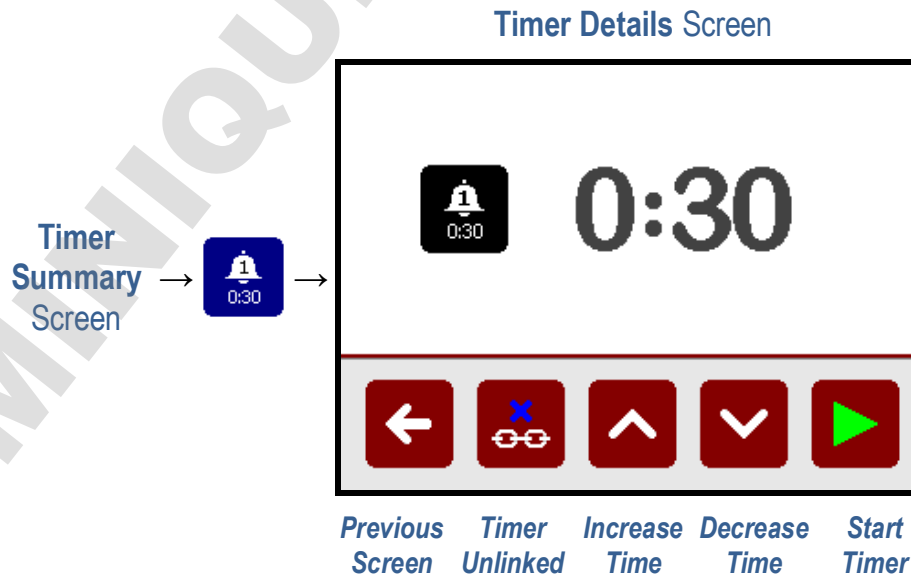 Timer Details Screen
1
0:30
0:30
Timer
Summary
Screen
→
1
0:30
→
Previous
Screen
Timer
Unlinked
Increase
Time
Decrease
Time
Start
Timer